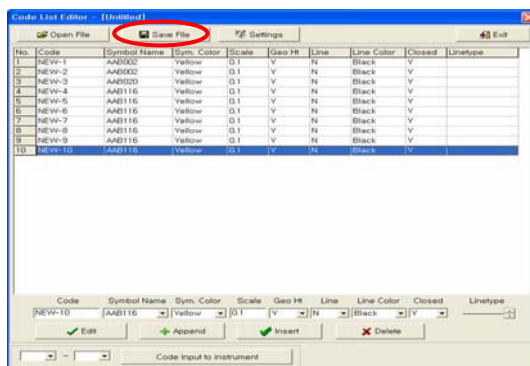 Code List Editor - [Untitled]
Open File Save File Settings Exit
No. Code Symbol Name Sym. Color Scale Geo Ht Line Line Color Closed Linetype
1 NEW-1 AAB002 Yellow 0.1 Y N Black Y
2 NEW-2 AAB002 Yellow 0.1 Y N Black Y
3 NEW-3 AAB020 Yellow 0.1 Y N Black Y
4 NEW-4 AAB116 Yellow 0.1 Y N Black Y
5 NEW-5 AAB116 Yellow 0.1 Y N Black Y
6 NEW-6 AAB116 Yellow 0.1 Y N Black Y
7 NEW-7 AAB116 Yellow 0.1 Y N Black Y
8 NEW-8 AAB116 Yellow 0.1 Y N Black Y
9 NEW-9 AAB116 Yellow 0.1 Y N Black Y
10 NEW-10 AAB116 Yellow 0.1 Y N Black Y
Code Symbol Name Sym. Color Scale Geo Ht Line Line Color Closed Linetype
NEW-10 AAB116 Yellow 0.1 Y N Black Y
Edit Append Insert Delete
~ Code Input to Instrument